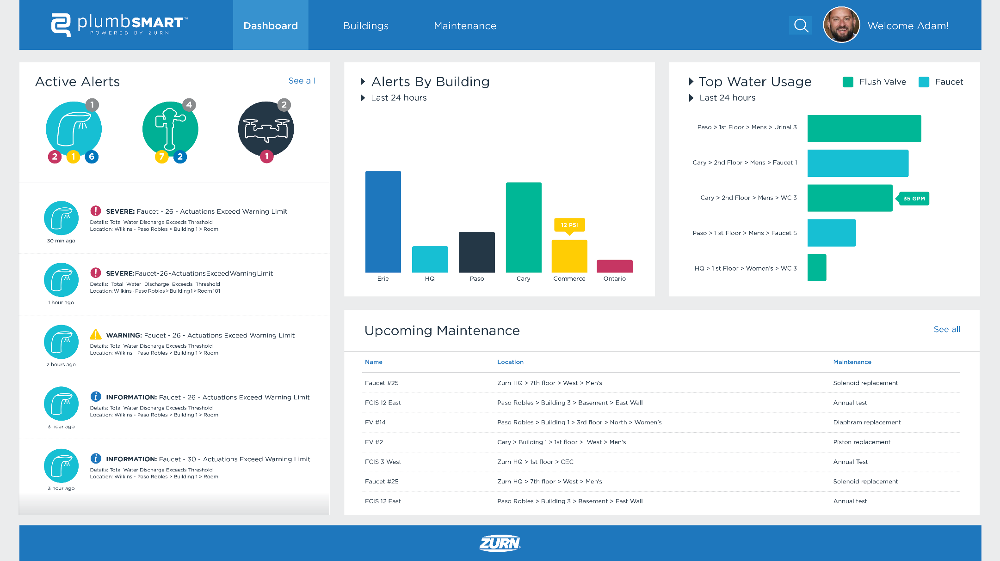 plumbSMART™
POWERED BY ZURN
Dashboard
Buildings
Maintenance
Welcome Adam!
Active Alerts
See all
1
4
2
2 1 6
7 2
1
SEVERE: Faucet - 26 - Actuations Exceed Warning Limit
Details: Total Water Discharge Exceeds Threshold
Location: Wilkins - Paso Robles > Building 1 > Room
30 min ago
SEVERE: Faucet - 26 - Actuations Exceed Warning Limit
Details: Total Water Discharge Exceeds Threshold
Location: Wilkins - Paso Robles > Building 1 > Room 101
1 hour ago
WARNING: Faucet - 26 - Actuations Exceed Warning Limit
Details: Total Water Discharge Exceeds Threshold
Location: Wilkins - Paso Robles > Building 1 > Room
2 hours ago
INFORMATION: Faucet - 26 - Actuations Exceed Warning Limit
Details: Total Water Discharge Exceeds Threshold
Location: Wilkins - Paso Robles > Building 1 > Room
3 hour ago
INFORMATION: Faucet - 30 - Actuations Exceed Warning Limit
Details: Total Water Discharge Exceeds Threshold
Location: Wilkins - Paso Robles > Building 1 > Room
3 hour ago
Alerts By Building
Last 24 hours
12 PSI
Erie HQ Paso Cary Commerce Ontario
Top Water Usage
Flush Valve
Faucet
Last 24 hours
Paso > 1st Floor > Mens > Urinal 3
Cary > 2nd Floor > Mens > Faucet 1
Cary > 2nd Floor > Mens > WC 3
35 GPM
Paso > 1 st Floor > Mens > Faucet 5
HQ > 1 st Floor > Women's > WC 3
Upcoming Maintenance
See all
Name Location Maintenance
Faucet #25 Zurn HQ > 7th floor > West > Men's Solenoid replacement
FCIS 12 East Paso Robles > Building 3 > Basement > East Wall Annual test
FV #14 Paso Robles > Building 1 > 3rd floor > North > Women's Diaphram replacement
FV #2 Cary > Building 1 > 1st floor > West > Men's Piston replacement
FCIS 3 West Zurn HQ > 1st floor > CEC Annual Test
Faucet #25 Zurn HQ > 7th floor > West > Men's Solenoid replacement
FCIS 12 East Paso Robles > Building 3 > Basement > East Wall Annual test
ZURN®